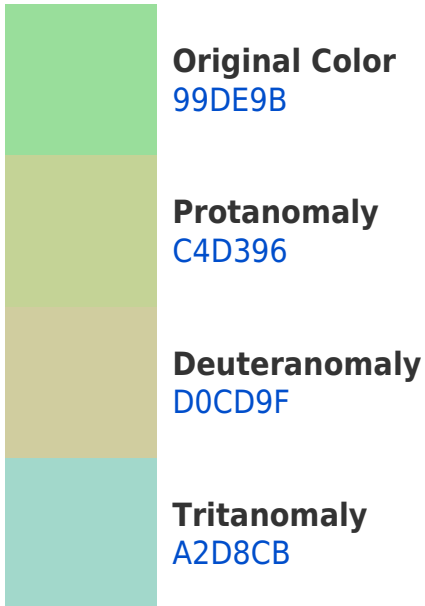 Original Color
99DE9B
Protanomaly
C4D396
Deuteranomaly
D0CD9F
Tritanomaly
A2D8CB